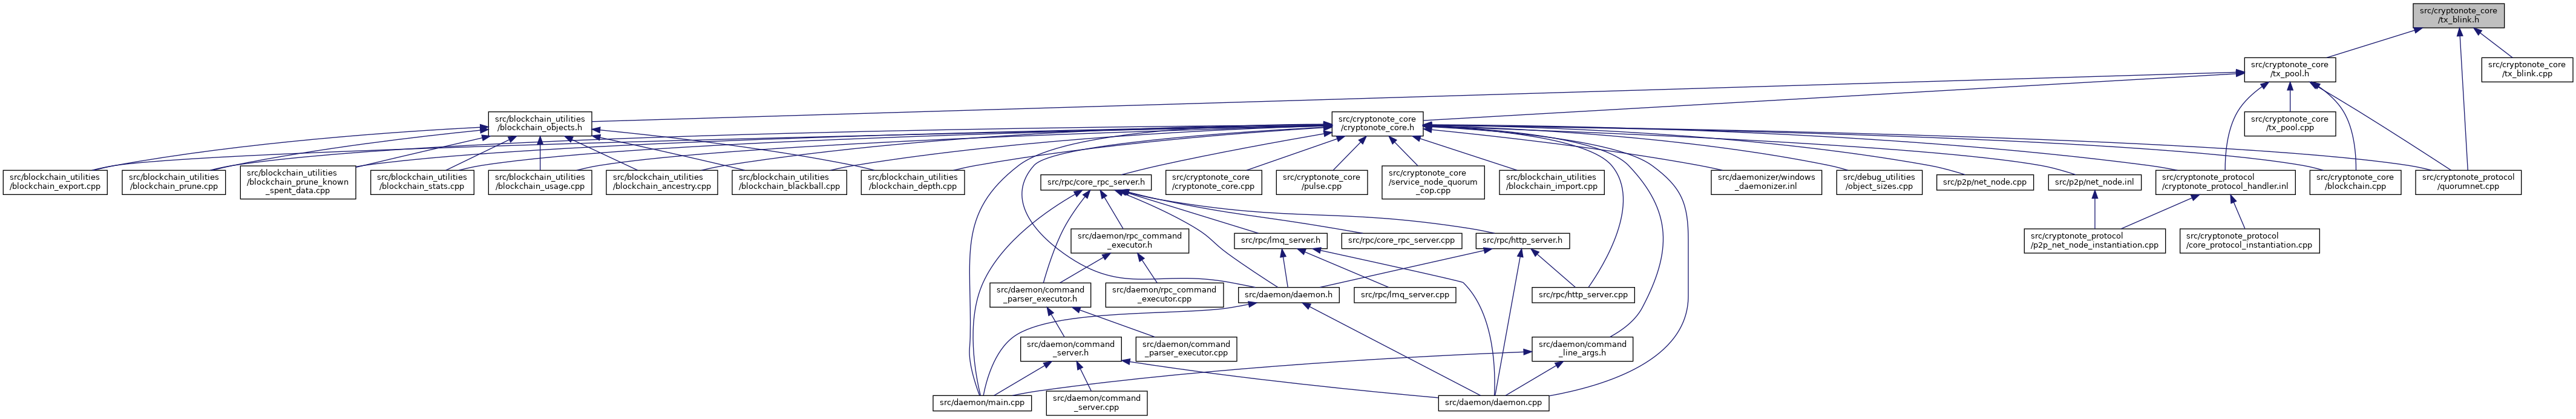 src/cryptonote_core
/tx_blink.h
src/cryptonote_core
/tx_pool.h
src/cryptonote_core
/tx_blink.cpp
src/blockchain_utilities
/blockchain_objects.h
src/cryptonote_core
/cryptonote_core.h
src/cryptonote_core
/tx_pool.cpp
src/blockchain_utilities
/blockchain_export.cpp
src/blockchain_utilities
/blockchain_prune.cpp
src/blockchain_utilities
/blockchain_prune_known
_spent_data.cpp
src/blockchain_utilities
/blockchain_stats.cpp
src/blockchain_utilities
/blockchain_usage.cpp
src/blockchain_utilities
/blockchain_ancestry.cpp
src/blockchain_utilities
/blockchain_blackball.cpp
src/blockchain_utilities
/blockchain_depth.cpp
src/rpc/core_rpc_server.h
src/cryptonote_core
/cryptonote_core.cpp
src/cryptonote_core
/pulse.cpp
src/cryptonote_core
/service_node_quorum
_cop.cpp
src/blockchain_utilities
/blockchain_import.cpp
src/daemonizer/windows
_daemonizer.inl
src/debug_utilities
/object_sizes.cpp
src/p2p/net_node.cpp
src/p2p/net_node.inl
src/cryptonote_protocol
/cryptonote_protocol_handler.inl
src/cryptonote_core
/blockchain.cpp
src/cryptonote_protocol
/quorumnet.cpp
src/daemon/rpc_command
_executor.h
src/rpc/lmq_server.h
src/rpc/core_rpc_server.cpp
src/rpc/http_server.h
src/cryptonote_protocol
/p2p_net_node_instantiation.cpp
src/cryptonote_protocol
/core_protocol_instantiation.cpp
src/daemon/command
_parser_executor.h
src/daemon/rpc_command
_executor.cpp
src/daemon/daemon.h
src/rpc/lmq_server.cpp
src/rpc/http_server.cpp
src/daemon/command
_server.h
src/daemon/command
_parser_executor.cpp
src/daemon/command
_line_args.h
src/daemon/main.cpp
src/daemon/command
_server.cpp
src/daemon/daemon.cpp